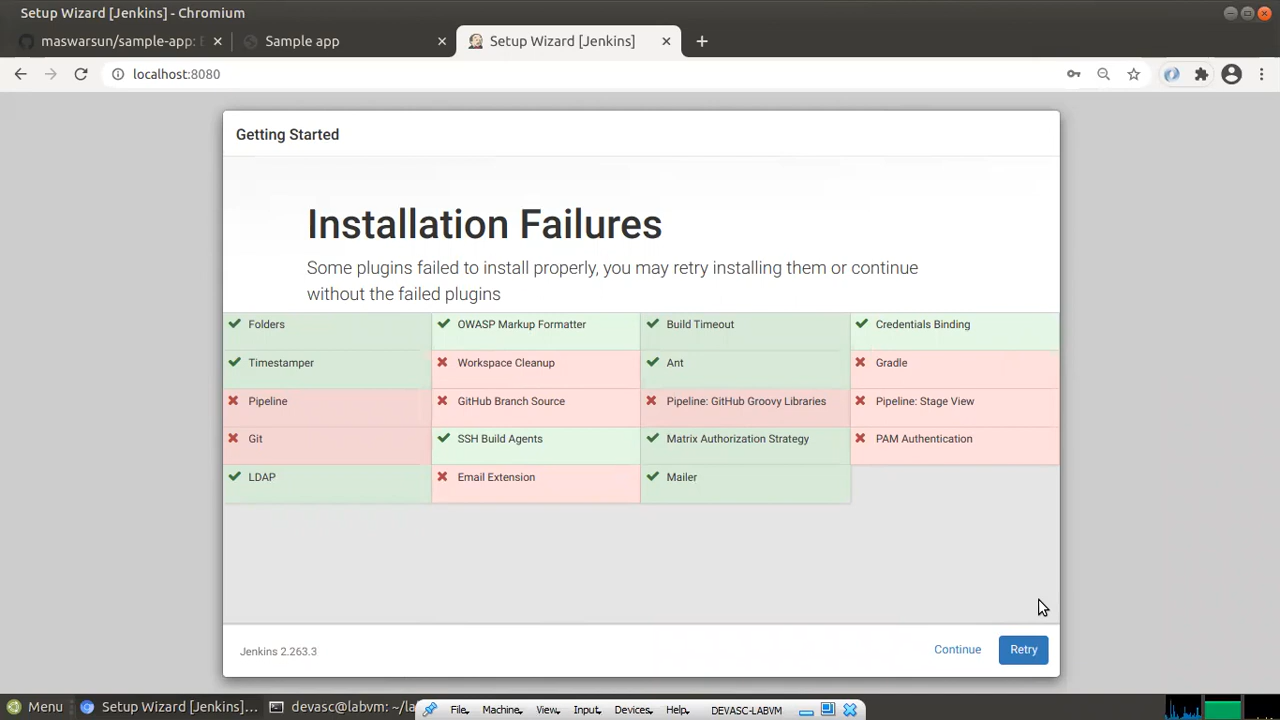 Setup Wizard [Jenkins] - Chromium
maswarsun/sample-app: E
Sample app
Setup Wizard [Jenkins]
localhost:8080
Getting Started
Installation Failures
Some plugins failed to install properly, you may retry installing them or continue
without the failed plugins
Folders
OWASP Markup Formatter
Build Timeout
Credentials Binding
Timestamper
Workspace Cleanup
Ant
Gradle
Pipeline
GitHub Branch Source
Pipeline: GitHub Groovy Libraries
Pipeline: Stage View
Git
SSH Build Agents
Matrix Authorization Strategy
PAM Authentication
LDAP
Email Extension
Mailer
Jenkins 2.263.3
Continue
Retry
Menu
Setup Wizard [Jenkins]...
devasc@labvm: ~/la
File
Machine
View
Input
Devices
Help
DEVASC-LABVM